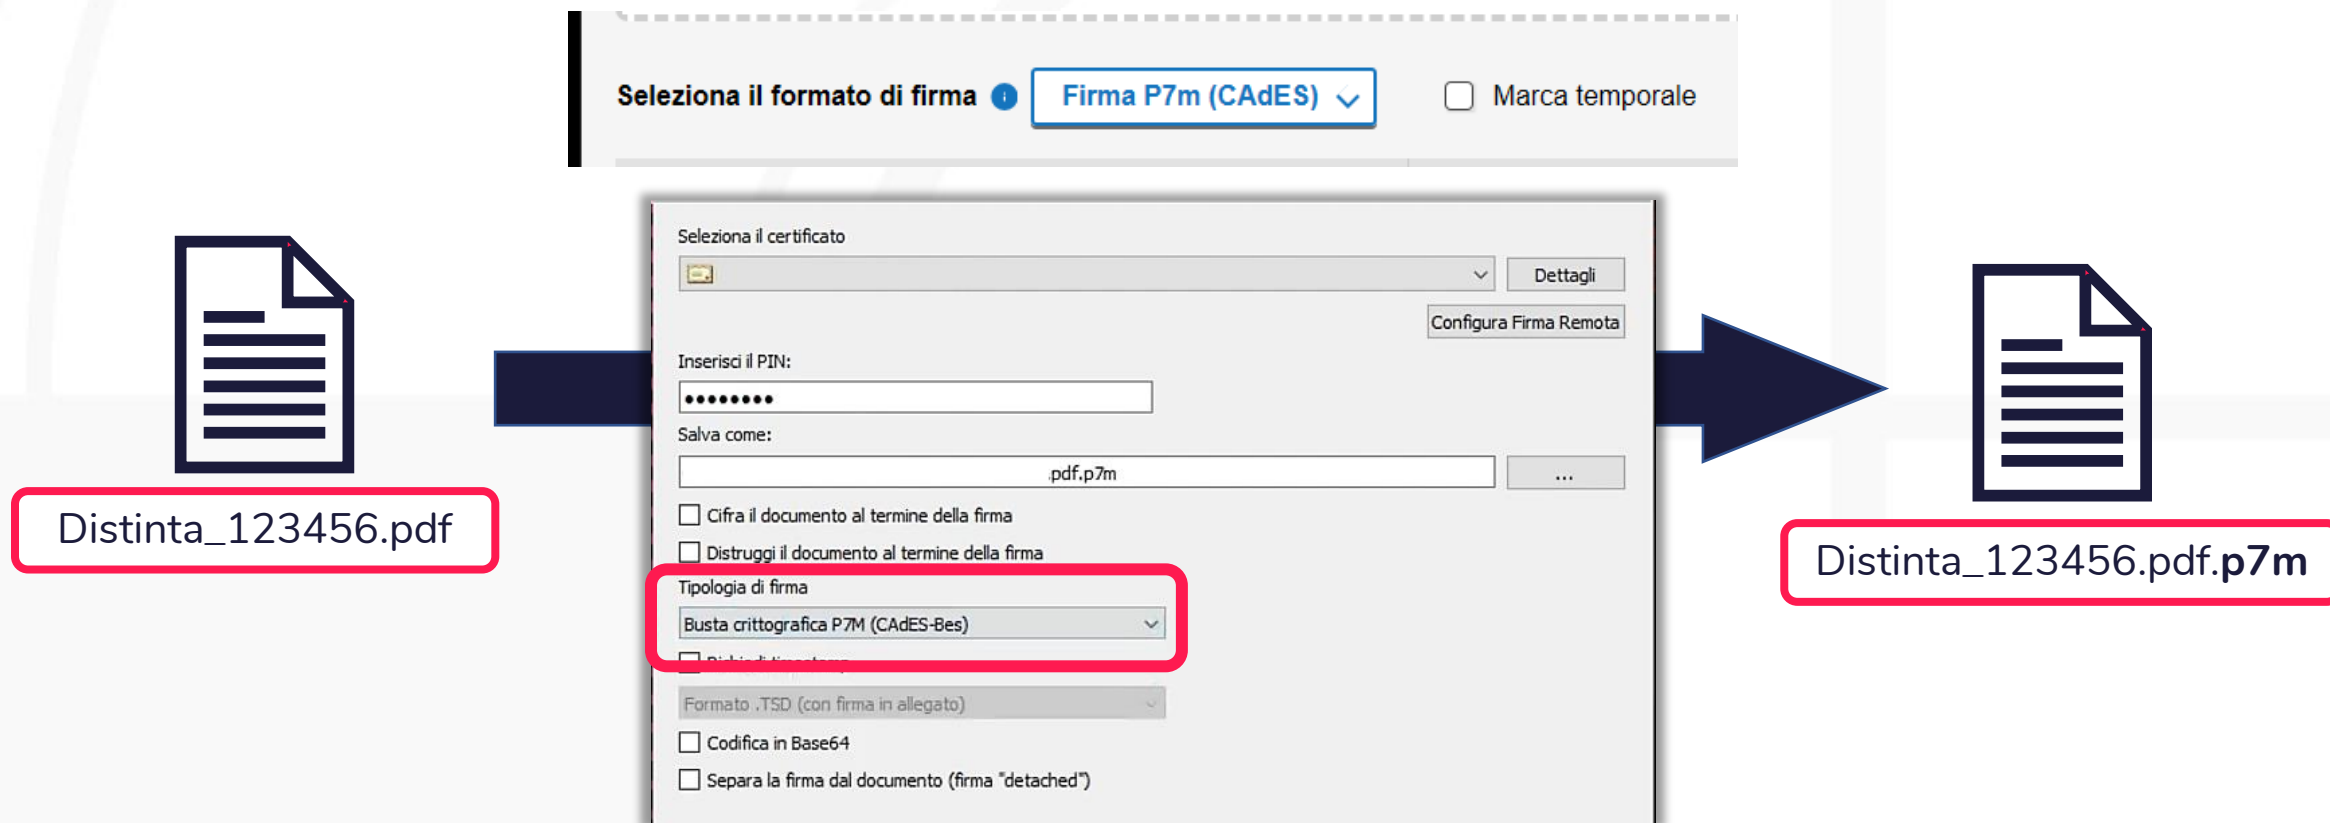 Seleziona il formato di firma
Firma P7m (CAdES)
Marca temporale
Seleziona il certificato
Dettagli
Configura Firma Remota
Inserisci il PIN:
Salva come:
.pdf.p7m
...
Cifra il documento al termine della firma
Distruggi il documento al termine della firma
Tipologia di firma
Busta crittografica P7M (CAdES-Bes)
Formato .TSD (con firma in allegato)
Codifica in Base64
Separa la firma dal documento (firma "detached")
Distinta_123456.pdf
Distinta_123456.pdf.p7m